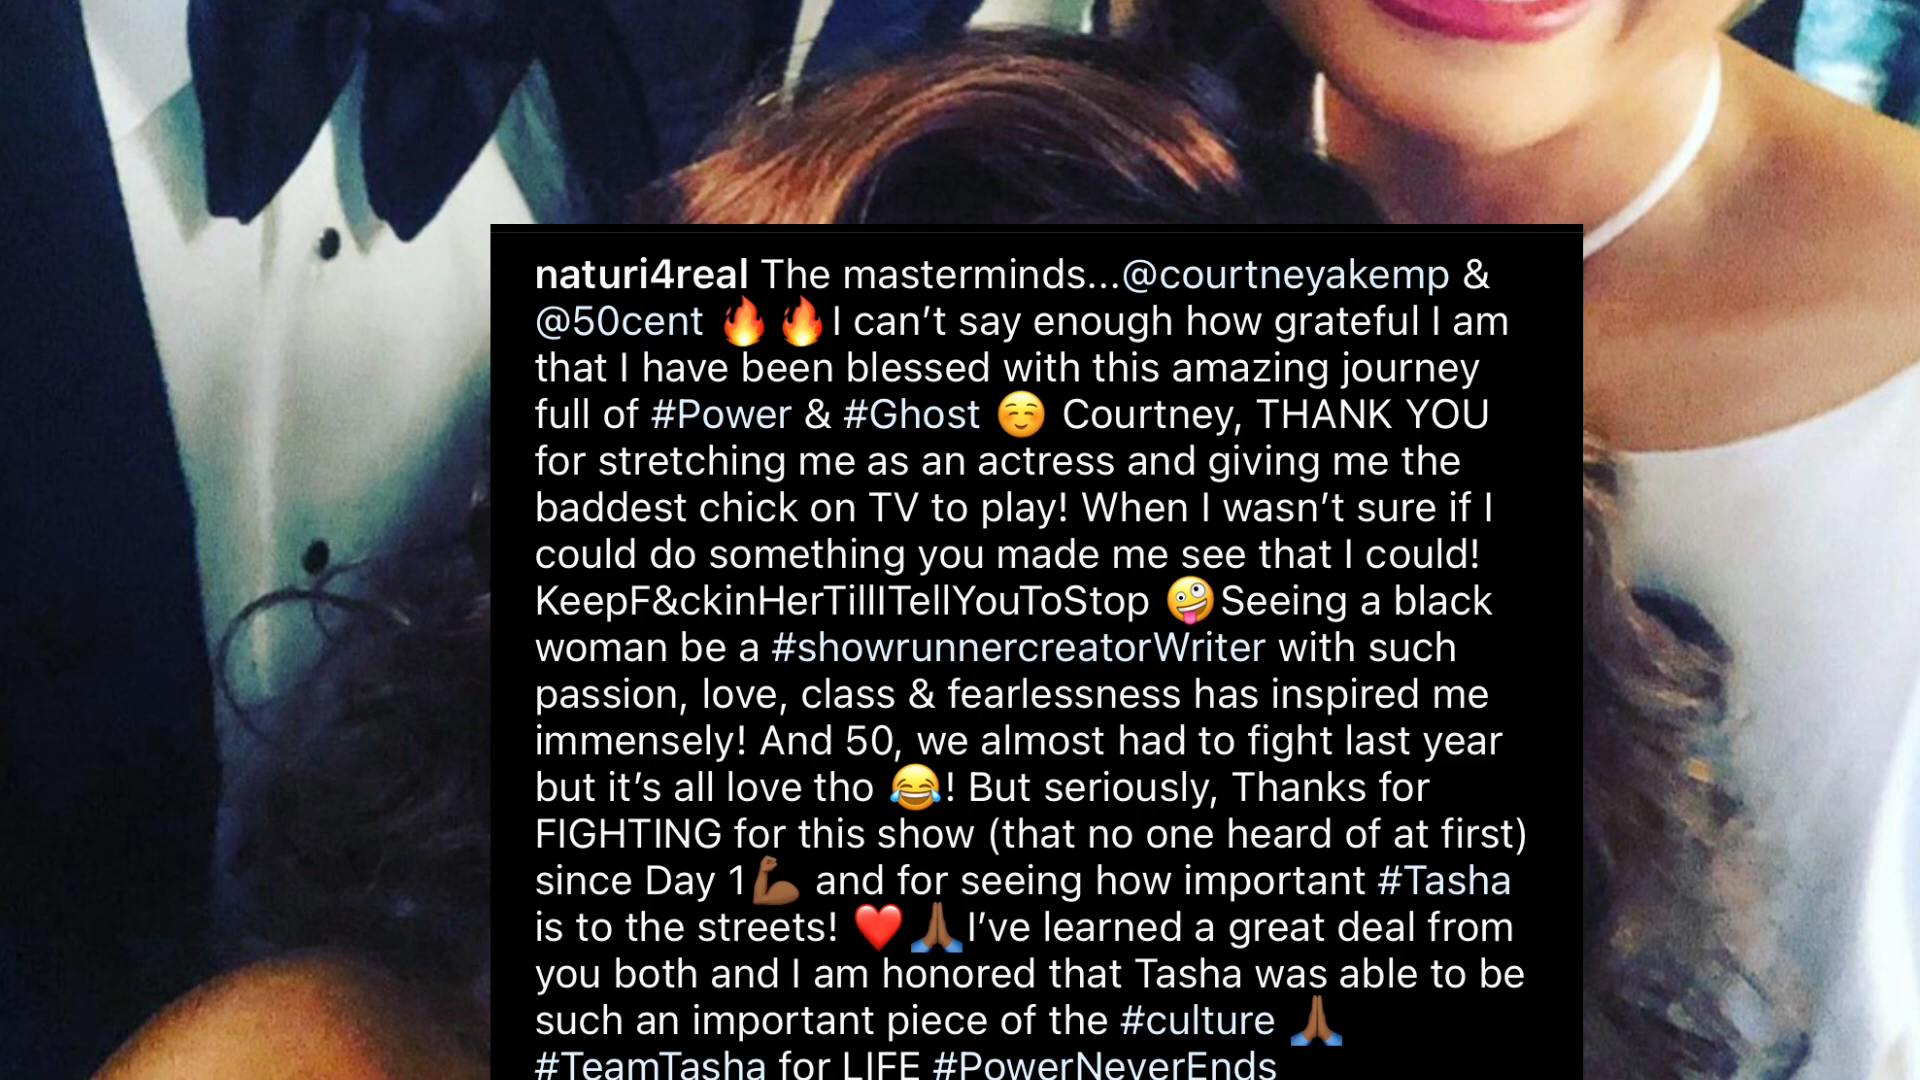 naturi4real The masterminds...@courtneyakemp &
@50cent 🔥🔥I can’t say enough how grateful I am
that I have been blessed with this amazing journey
full of #Power & #Ghost ☺️ Courtney, THANK YOU
for stretching me as an actress and giving me the
baddest chick on TV to play! When I wasn’t sure if I
could do something you made me see that I could!
KeepF&ckinHerTillITellYouToStop 🤪Seeing a black
woman be a #showrunnercreatorWriter with such
passion, love, class & fearlessness has inspired me
immensely! And 50, we almost had to fight last year
but it’s all love tho 😂! But seriously, Thanks for
FIGHTING for this show (that no one heard of at first)
since Day 1💪🏾 and for seeing how important #Tasha
is to the streets! ❤️🙏🏾I’ve learned a great deal from
you both and I am honored that Tasha was able to be
such an important piece of the #culture 🙏🏾
#TeamTasha for LIFE #PowerNeverEnds